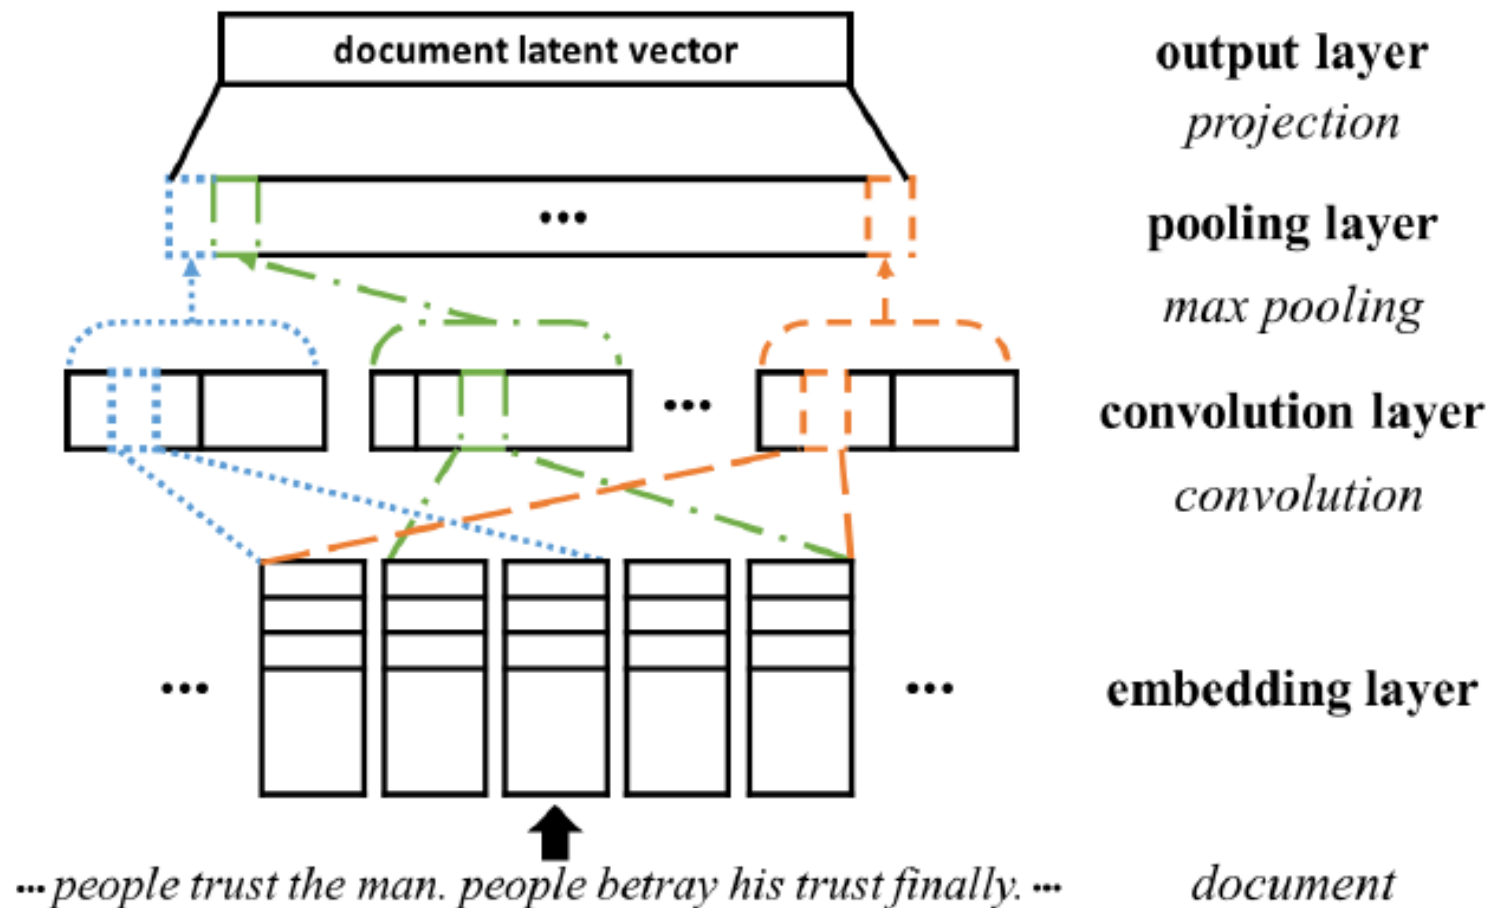 document latent vector
output layer
projection
...
pooling layer
max pooling
...
convolution layer
convolution
...
...
embedding layer
... people trust the man. people betray his trust finally. ...
document